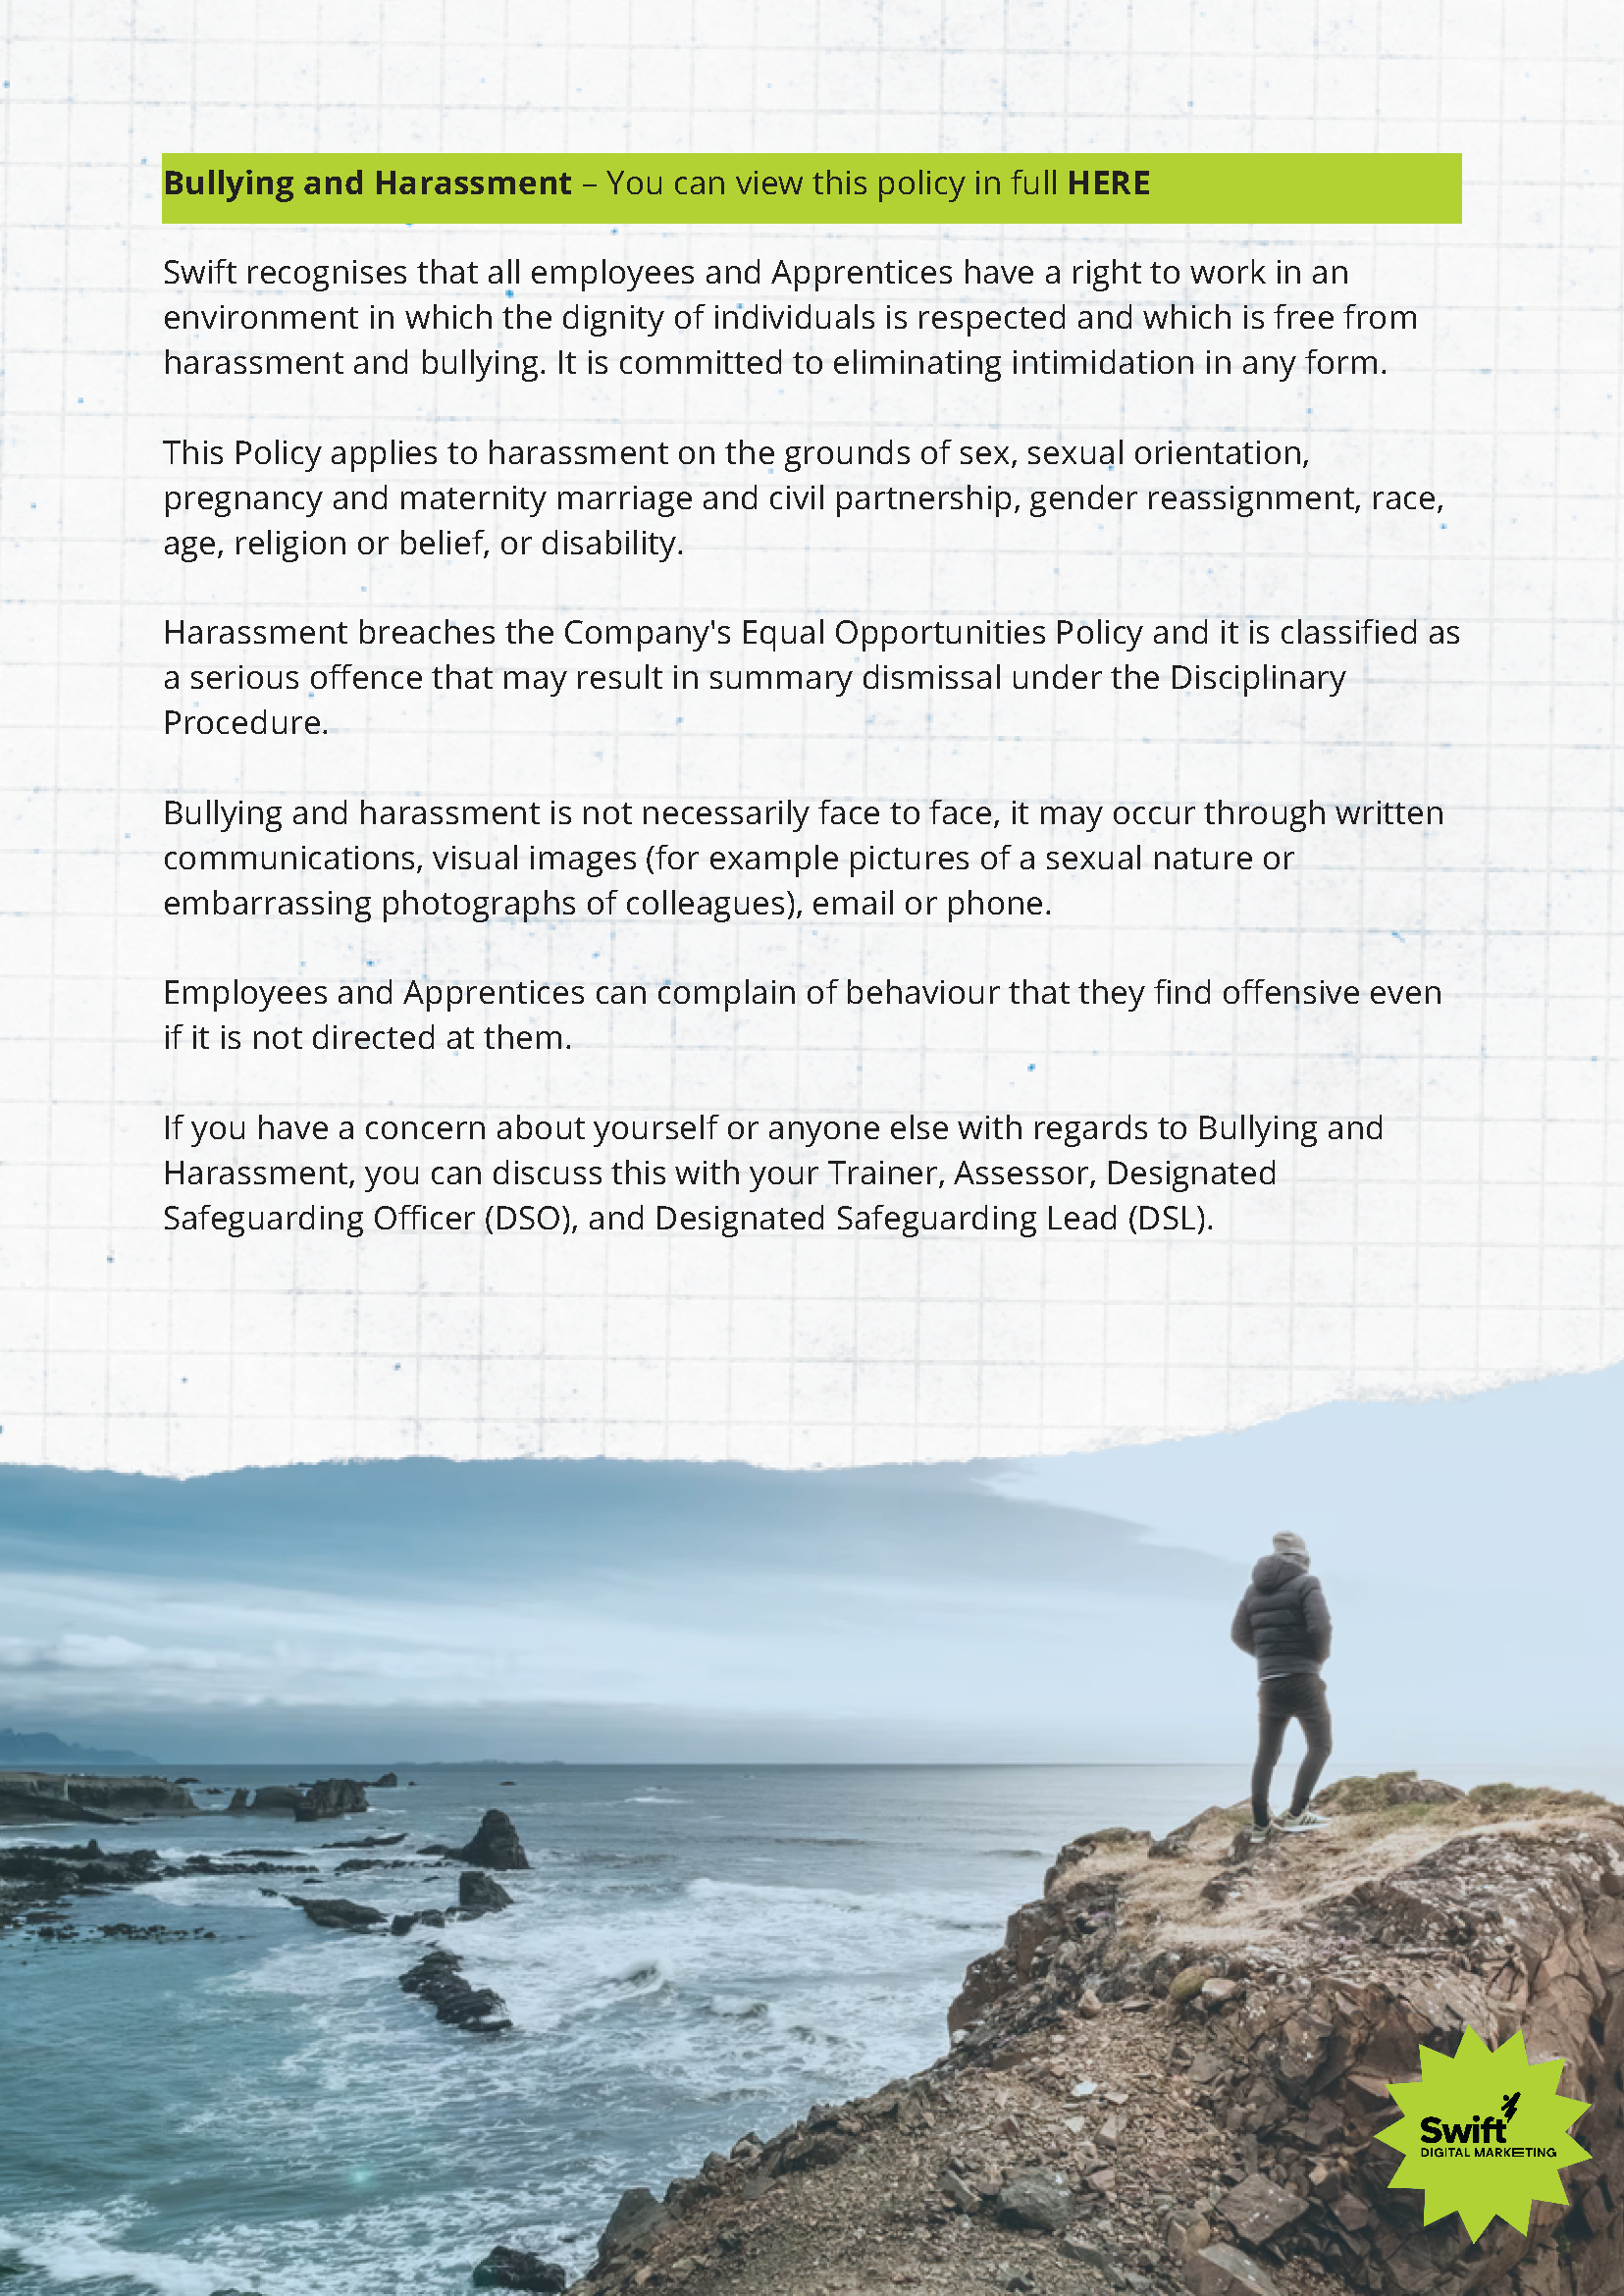 Bullying and Harassment – You can view this policy in full HERE
Swift recognises that all employees and Apprentices have a right to work in an
environment in which the dignity of individuals is respected and which is free from
harassment and bullying. It is committed to eliminating intimidation in any form.
This Policy applies to harassment on the grounds of sex, sexual orientation,
pregnancy and maternity marriage and civil partnership, gender reassignment, race,
age, religion or belief, or disability.
Harassment breaches the Company's Equal Opportunities Policy and it is classified as
a serious offence that may result in summary dismissal under the Disciplinary
Procedure.
Bullying and harassment is not necessarily face to face, it may occur through written
communications, visual images (for example pictures of a sexual nature or
embarrassing photographs of colleagues), email or phone.
Employees and Apprentices can complain of behaviour that they find offensive even
if it is not directed at them.
If you have a concern about yourself or anyone else with regards to Bullying and
Harassment, you can discuss this with your Trainer, Assessor, Designated
Safeguarding Officer (DSO), and Designated Safeguarding Lead (DSL).
Swift
DIGITAL MARKETING